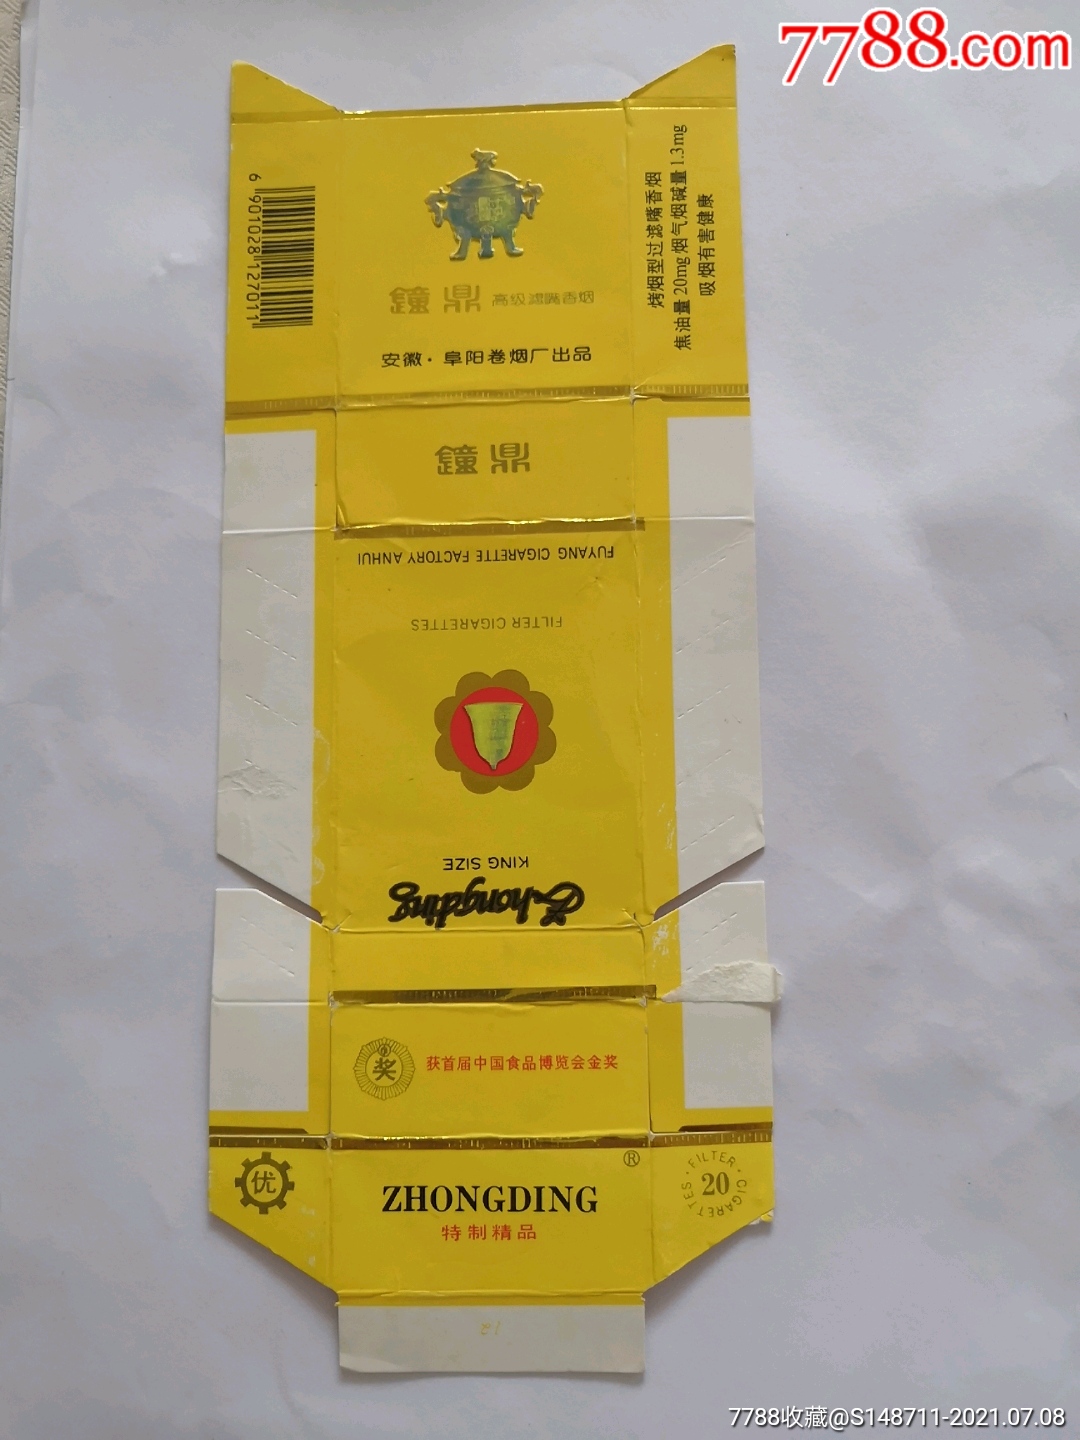 7788.com
6 901028 127011
鐘鼎 高级濾嘴香烟
安徽·阜阳卷烟厂出品
烤烟型过滤嘴香烟
焦油量 20mg 烟气烟碱量 1.3mg
吸烟有害健康
鐘鼎
FUYANG CIGARETTE FACTORY ANHUI
FILTER CIGARETTES
KING SIZE
Zhongding
奖
获首届中国食品博览会金奖
优
®
ZHONGDING
特制精品
·FILTER·CIGARETTES
20
12
7788收藏@S148711-2021.07.08